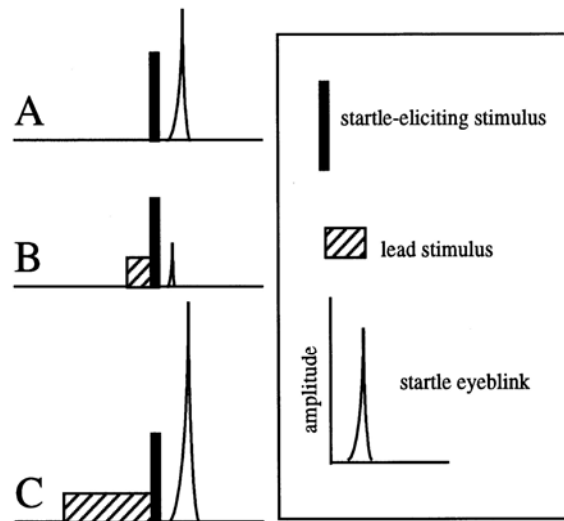 A
startle-eliciting stimulus
B
lead stimulus
amplitude
startle eyeblink
C